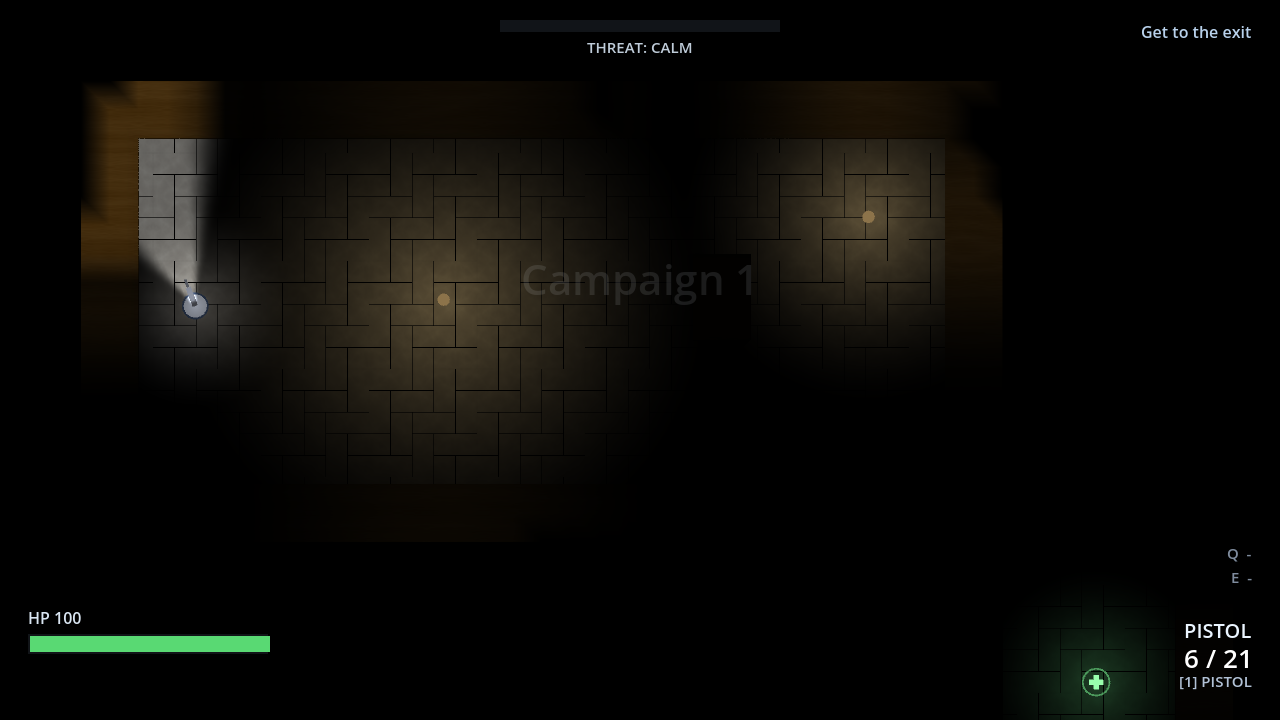 THREAT: CALM
Get to the exit
Campaign 1
Q -
E -
HP 100
PISTOL
6 / 21
[1] PISTOL